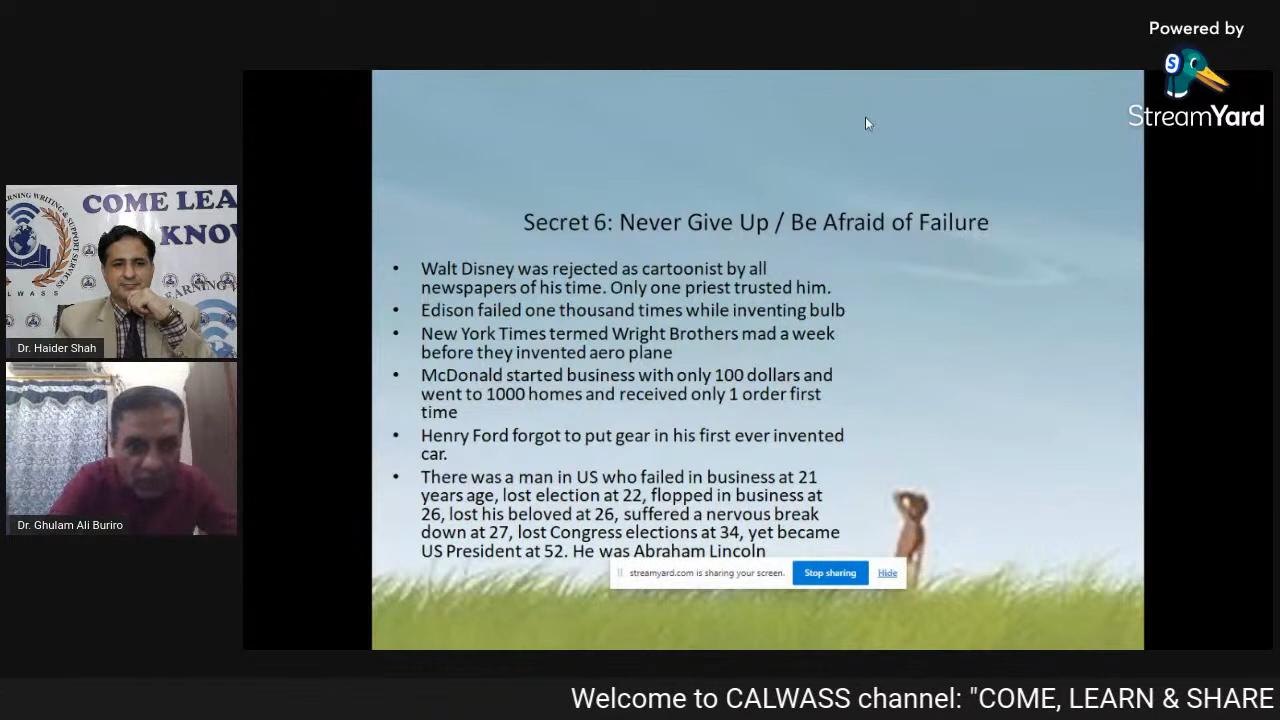 Powered by
StreamYard
COME LEA
KNO
Dr. Haider Shah
Dr. Ghulam Ali Buriro
Secret 6: Never Give Up / Be Afraid of Failure
• Walt Disney was rejected as cartoonist by all
newspapers of his time. Only one priest trusted him.
• Edison failed one thousand times while inventing bulb
• New York Times termed Wright Brothers mad a week
before they invented aero plane
• McDonald started business with only 100 dollars and
went to 1000 homes and received only 1 order first
time
• Henry Ford forgot to put gear in his first ever invented
car.
• There was a man in US who failed in business at 21
years age, lost election at 22, flopped in business at
26, lost his beloved at 26, suffered a nervous break
down at 27, lost Congress elections at 34, yet became
US President at 52. He was Abraham Lincoln
streamyard.com is sharing your screen.
Stop sharing
Hide
Welcome to CALWASS channel: "COME, LEARN & SHARE